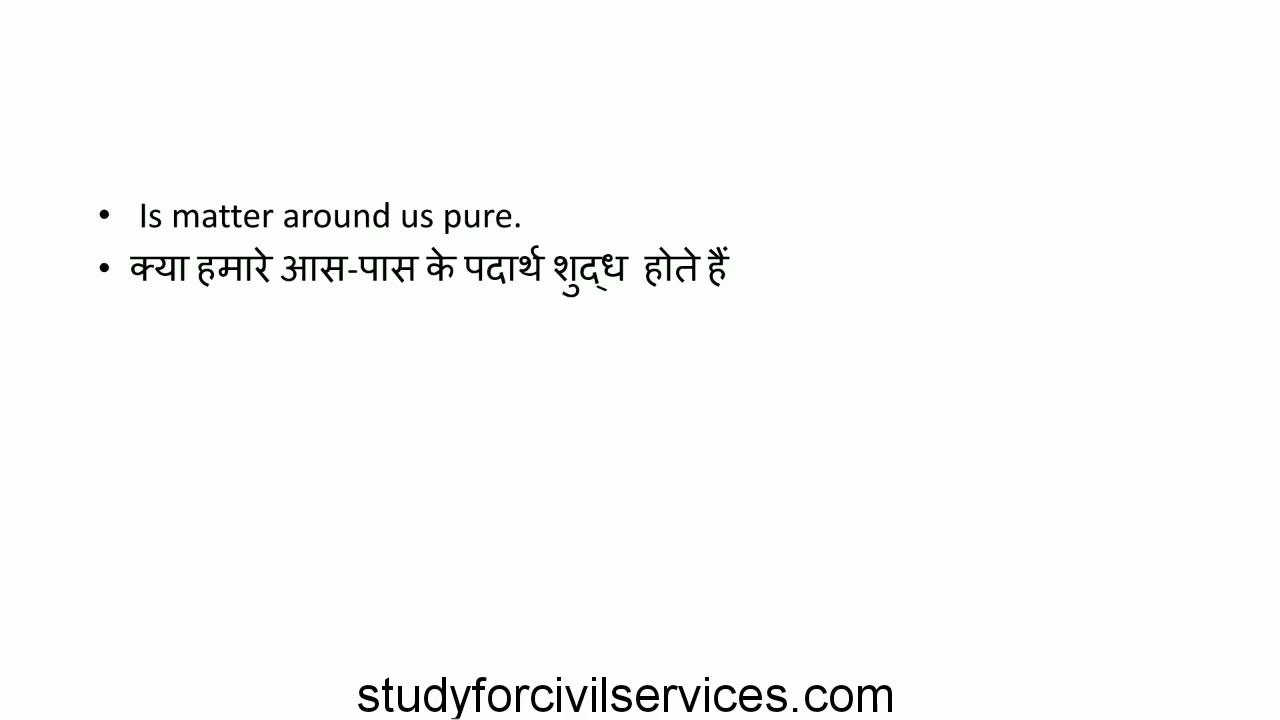 • Is matter around us pure.
• क्या हमारे आस-पास के पदार्थ शुद्ध होते हैं
studyforcivilservices.com